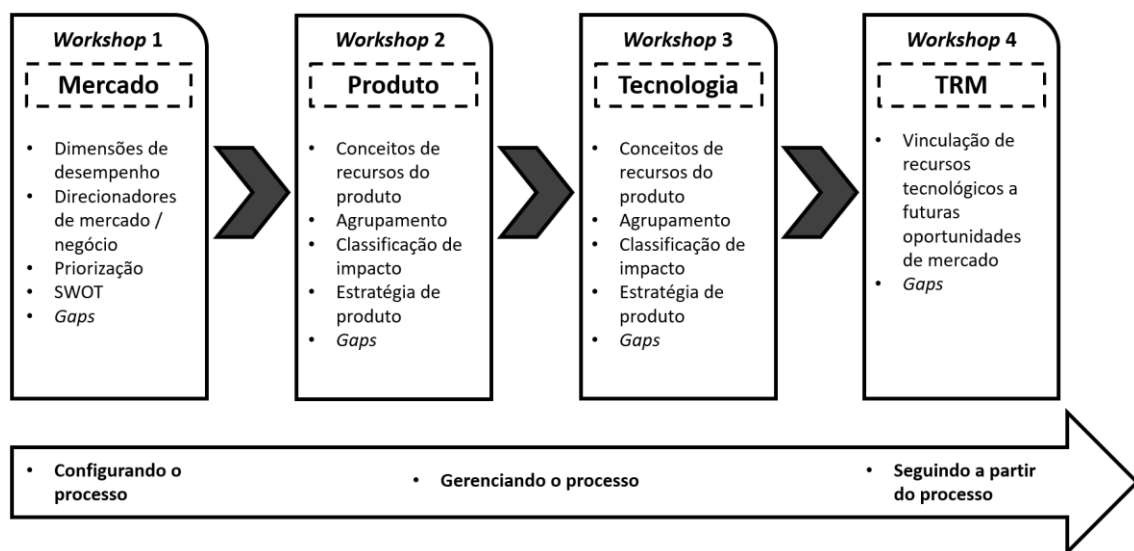 Workshop 1
Mercado
• Dimensões de
desempenho
• Direcionadores
de mercado /
negócio
• Priorização
• SWOT
• Gaps
Workshop 2
Produto
• Conceitos de
recursos do
produto
• Agrupamento
• Classificação de
impacto
• Estratégia de
produto
• Gaps
Workshop 3
Tecnologia
• Conceitos de
recursos do
produto
• Agrupamento
• Classificação de
impacto
• Estratégia de
produto
• Gaps
Workshop 4
TRM
• Vinculação de
recursos
tecnológicos a
futuras
oportunidades
de mercado
• Gaps
• Configurando o
processo
• Gerenciando o processo
• Seguindo a partir
do processo